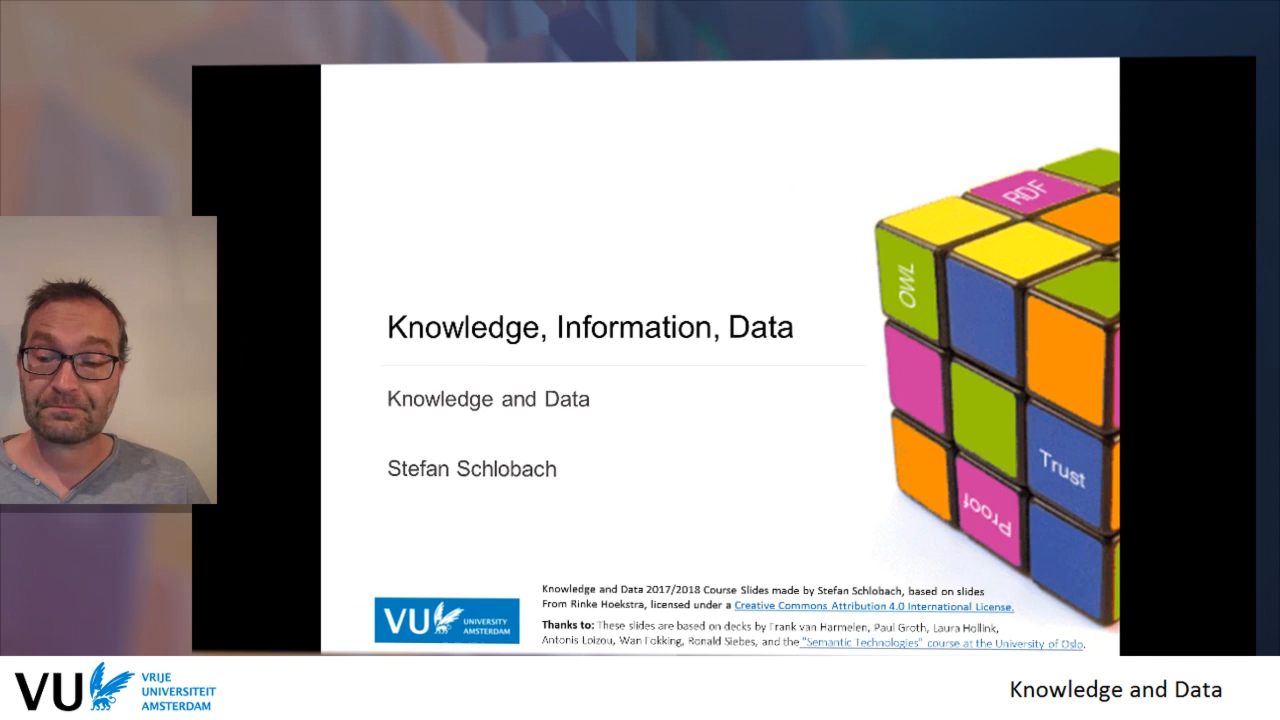 RDF
OWL
Knowledge, Information, Data
Knowledge and Data
Stefan Schlobach
Trust
Proof
Knowledge and Data 2017/2018 Course Slides made by Stefan Schlobach, based on slides
From Rinke Hoekstra, licensed under a Creative Commons Attribution 4.0 International License.
Thanks to: These slides are based on decks by Frank van Harmelen, Paul Groth, Laura Hollink,
Antonis Loizou, Wan Fokking, Ronald Siebes, and the "Semantic Technologies" course at the University of Oslo.
VU UNIVERSITY
AMSTERDAM
VU VRIJE
UNIVERSITEIT
AMSTERDAM
Knowledge and Data